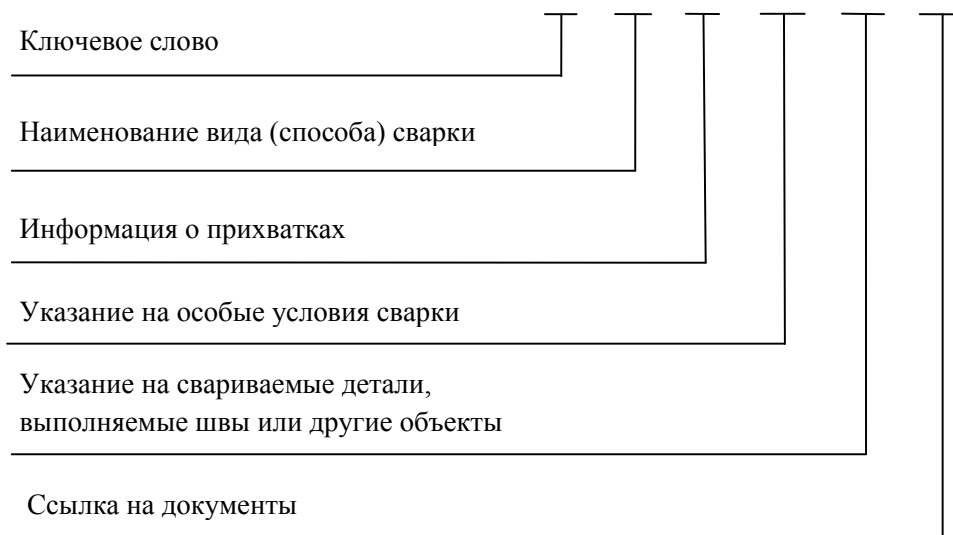 Ключевое слово
Наименование вида (способа) сварки
Информация о прихватках
Указание на особые условия сварки
Указание на свариваемые детали,
выполняемые швы или другие объекты
Ссылка на документы